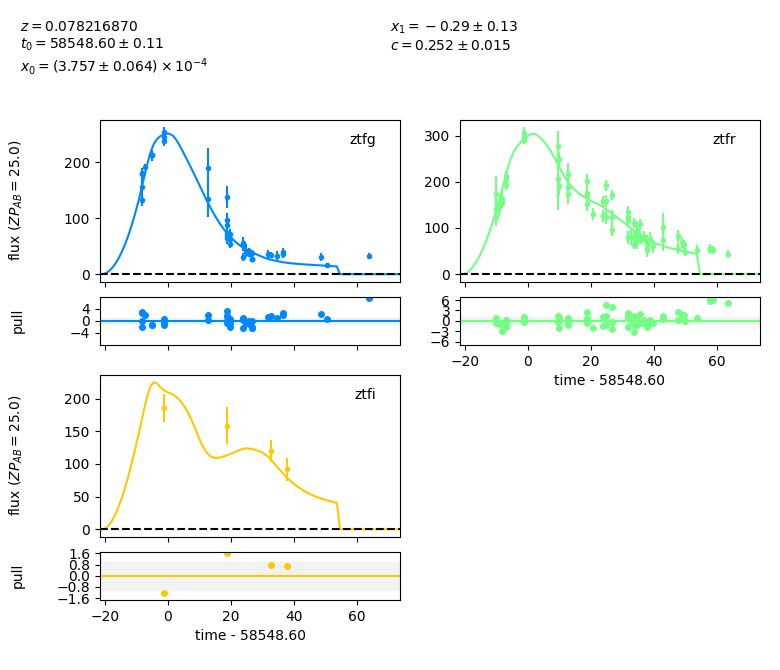 z = 0.078216870
t₀ = 58548.60 ± 0.11
x₀ = (3.757 ± 0.064) × 10⁻⁴
x₁ = −0.29 ± 0.13
c = 0.252 ± 0.015
flux (ZP_AB = 25.0)
ztfg
200
100
0
pull
4
0
−4
ztfr
300
200
100
0
6
3
0
−3
−6
−20 0 20 40 60
time - 58548.60
flux (ZP_AB = 25.0)
ztfi
200
150
100
50
0
pull
1.6
0.8
0.0
−0.8
−1.6
−20 0 20 40 60
time - 58548.60